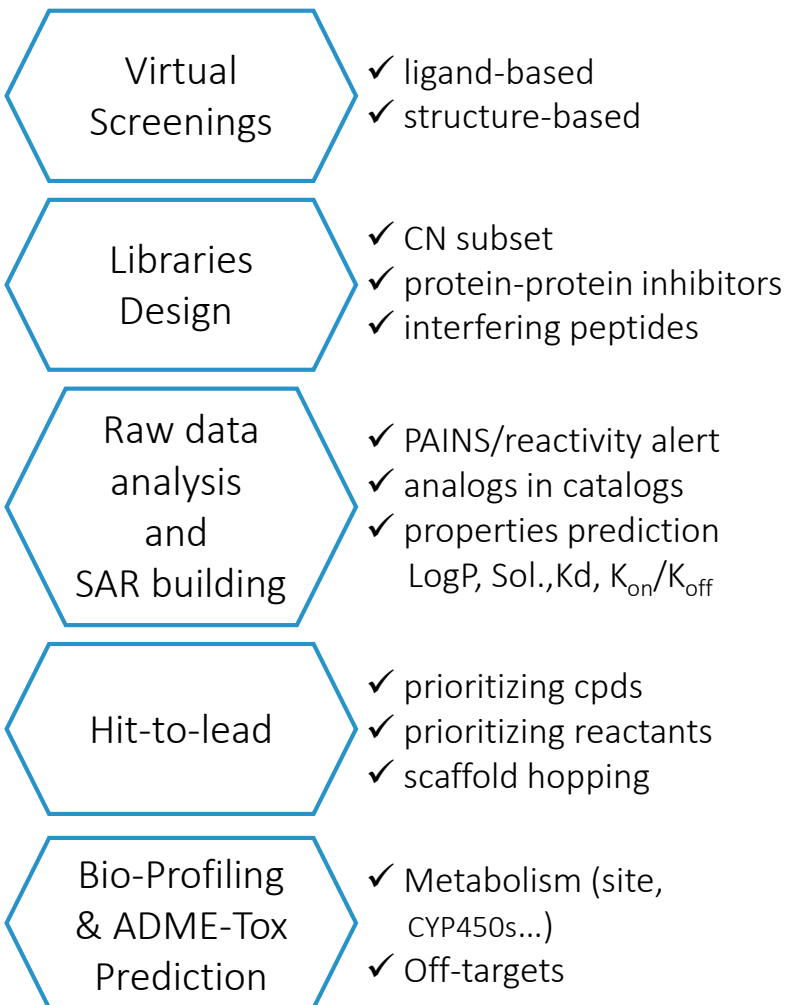 Virtual
Screenings
✓ ligand-based
✓ structure-based
Libraries
Design
✓ CN subset
✓ protein-protein inhibitors
✓ interfering peptides
Raw data
analysis
and
SAR building
✓ PAINS/reactivity alert
✓ analogs in catalogs
✓ properties prediction
LogP, Sol.,Kd, Kon/Koff
Hit-to-lead
✓ prioritizing cpds
✓ prioritizing reactants
✓ scaffold hopping
Bio-Profiling
& ADME-Tox
Prediction
✓ Metabolism (site,
CYP450s...)
✓ Off-targets